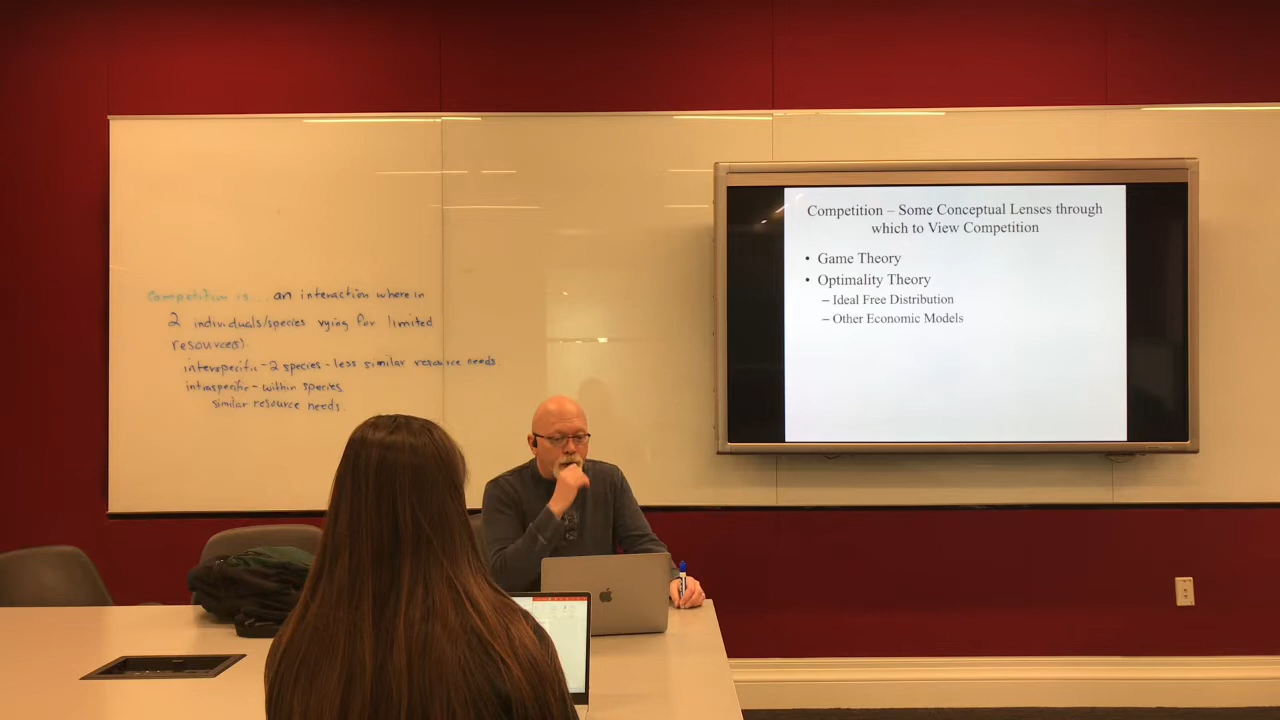 Competition is... an interaction where in
2 individuals/species vying for limited
resource(s).
interspecific - 2 species - less similar resource needs.
intraspecific - within species.
similar resource needs.
Competition – Some Conceptual Lenses through
which to View Competition
• Game Theory
• Optimality Theory
– Ideal Free Distribution
– Other Economic Models